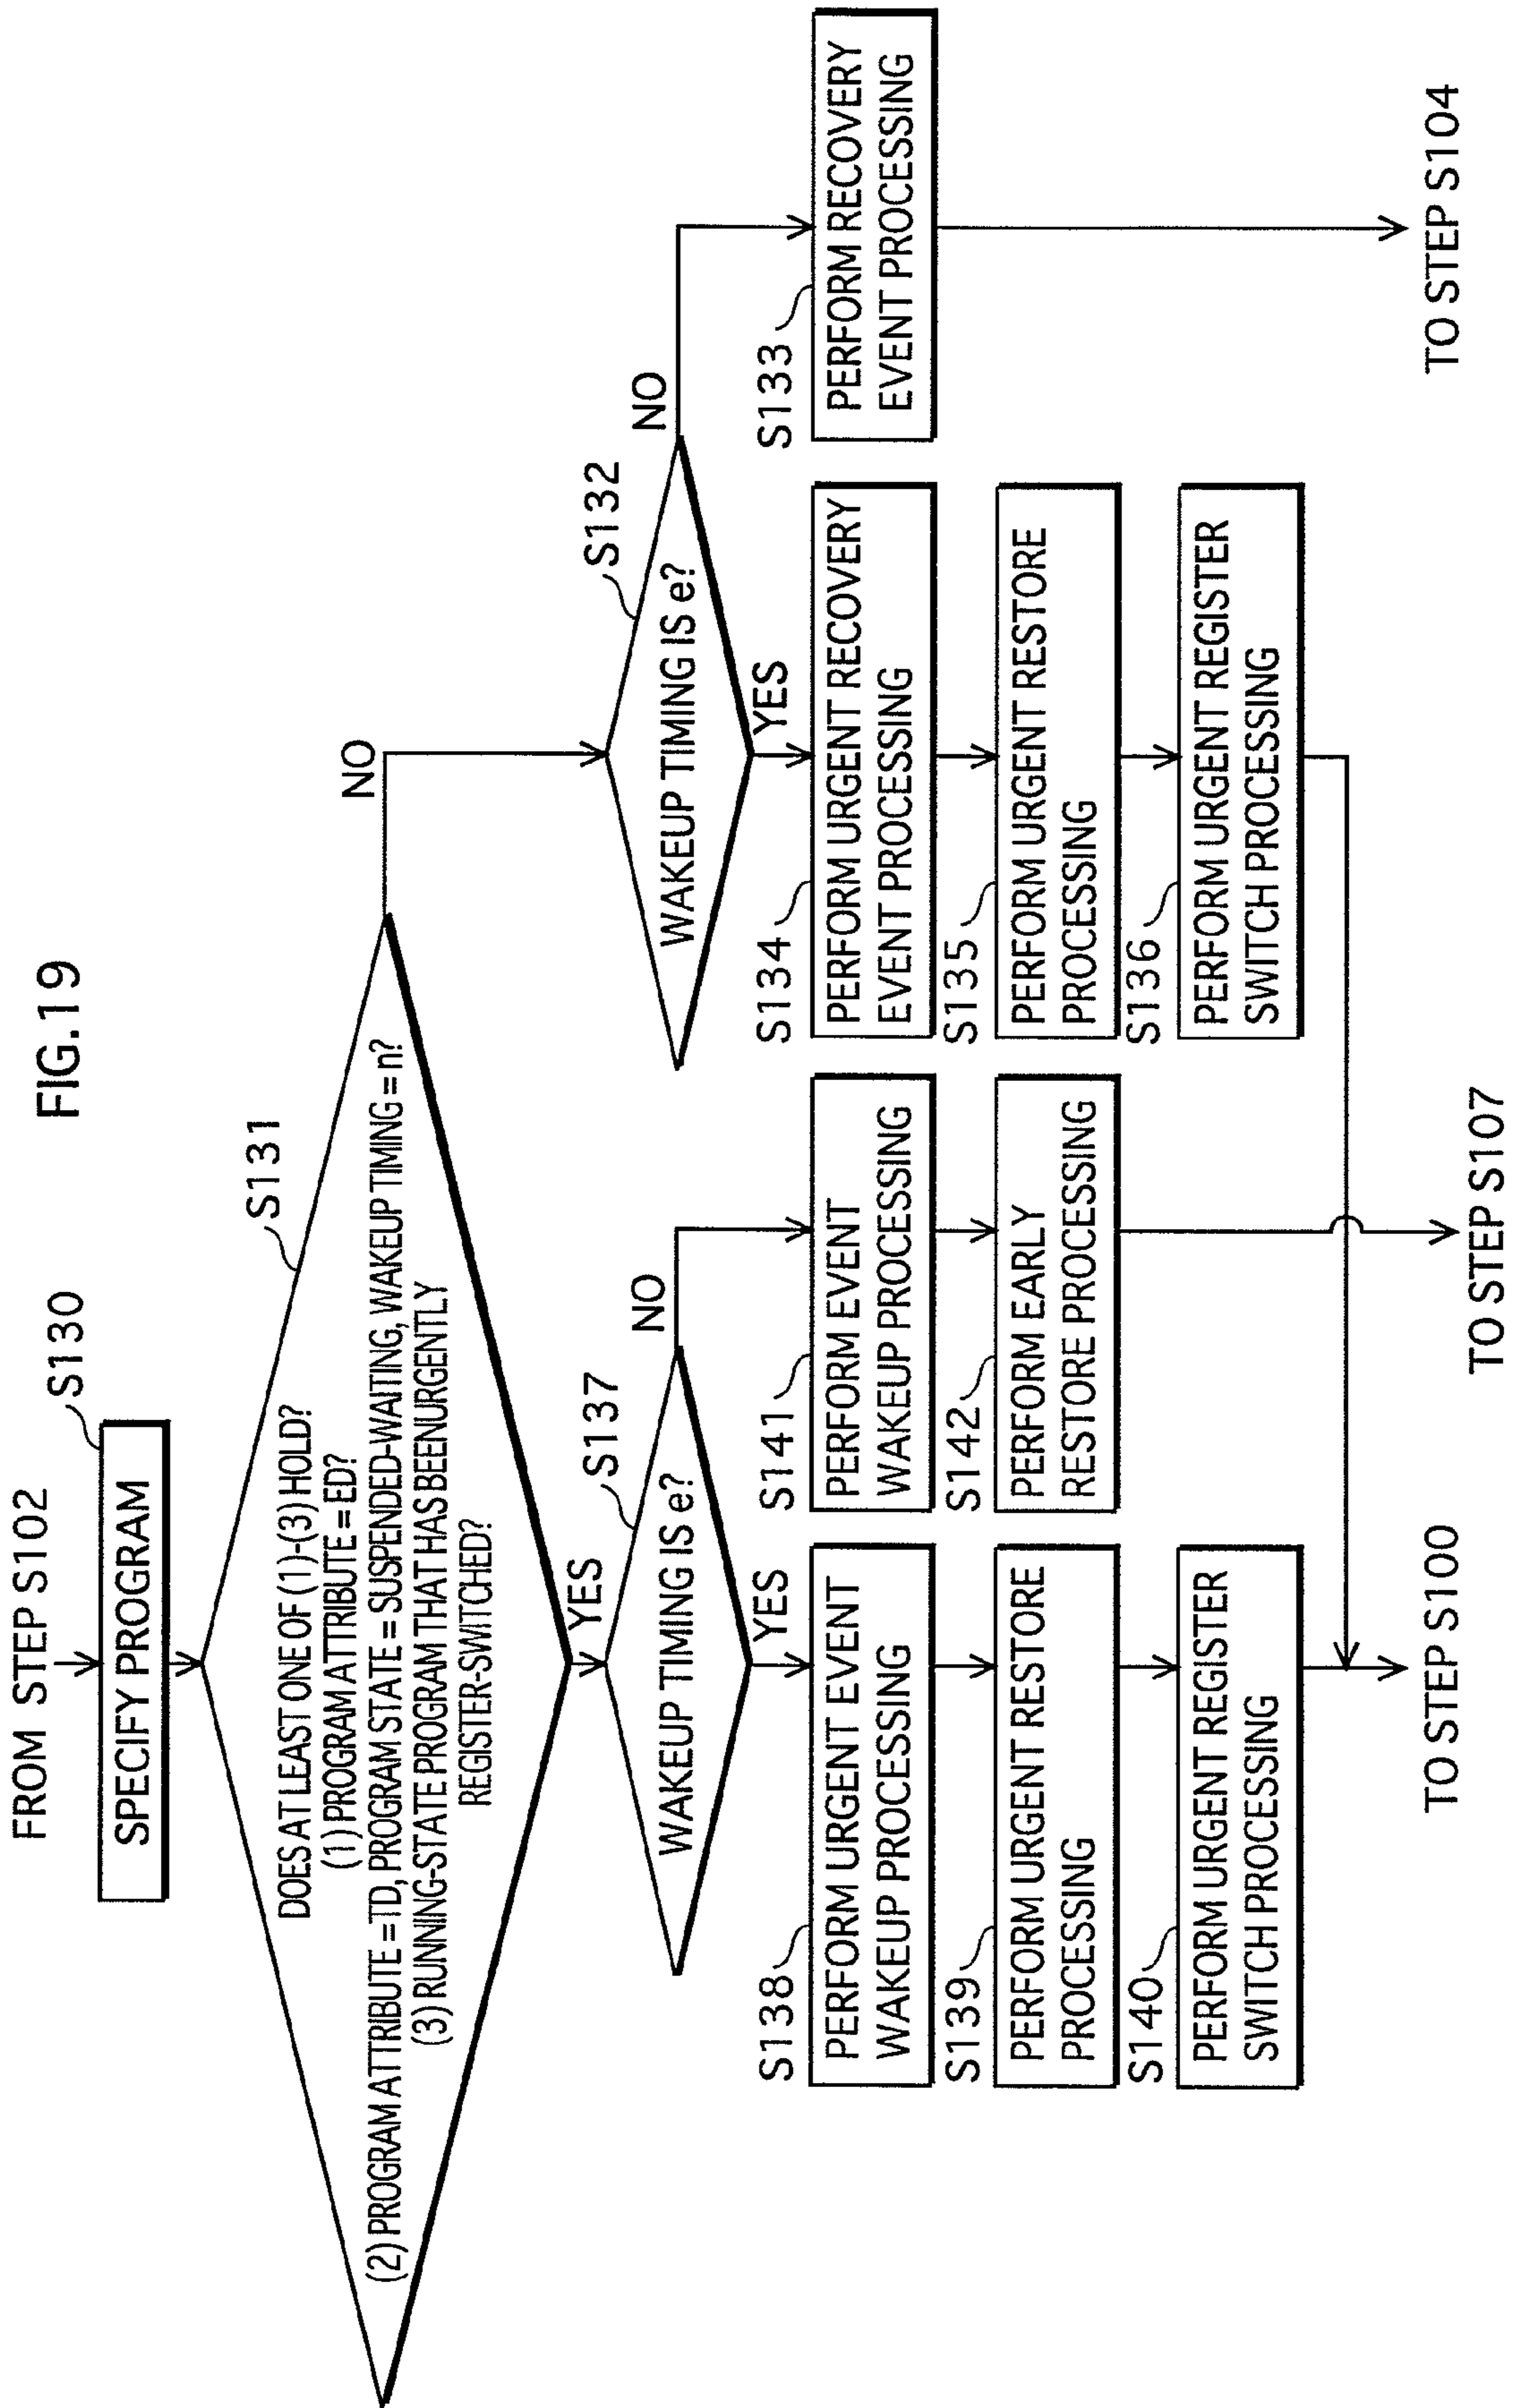 FIG.19
FROM STEP S102
S130
SPECIFY PROGRAM
S131
DOES AT LEAST ONE OF (1)-(3) HOLD?
(1) PROGRAM ATTRIBUTE = ED?
(2) PROGRAM ATTRIBUTE = TD, PROGRAM STATE = SUSPENDED-WAITING, WAKEUP TIMING = n?
(3) RUNNING-STATE PROGRAM THAT HAS BEENURGENTLY
REGISTER-SWITCHED?
NO
YES
S137
WAKEUP TIMING IS e?
NO
YES
S132
WAKEUP TIMING IS e?
NO
YES
S138
PERFORM URGENT EVENT
WAKEUP PROCESSING
S139
PERFORM URGENT RESTORE
PROCESSING
S140
PERFORM URGENT REGISTER
SWITCH PROCESSING
S141
PERFORM EVENT
WAKEUP PROCESSING
S142
PERFORM EARLY
RESTORE PROCESSING
S134
PERFORM URGENT RECOVERY
EVENT PROCESSING
S135
PERFORM URGENT RESTORE
PROCESSING
S136
PERFORM URGENT REGISTER
SWITCH PROCESSING
S133
PERFORM RECOVERY
EVENT PROCESSING
TO STEP S100
TO STEP S107
TO STEP S104